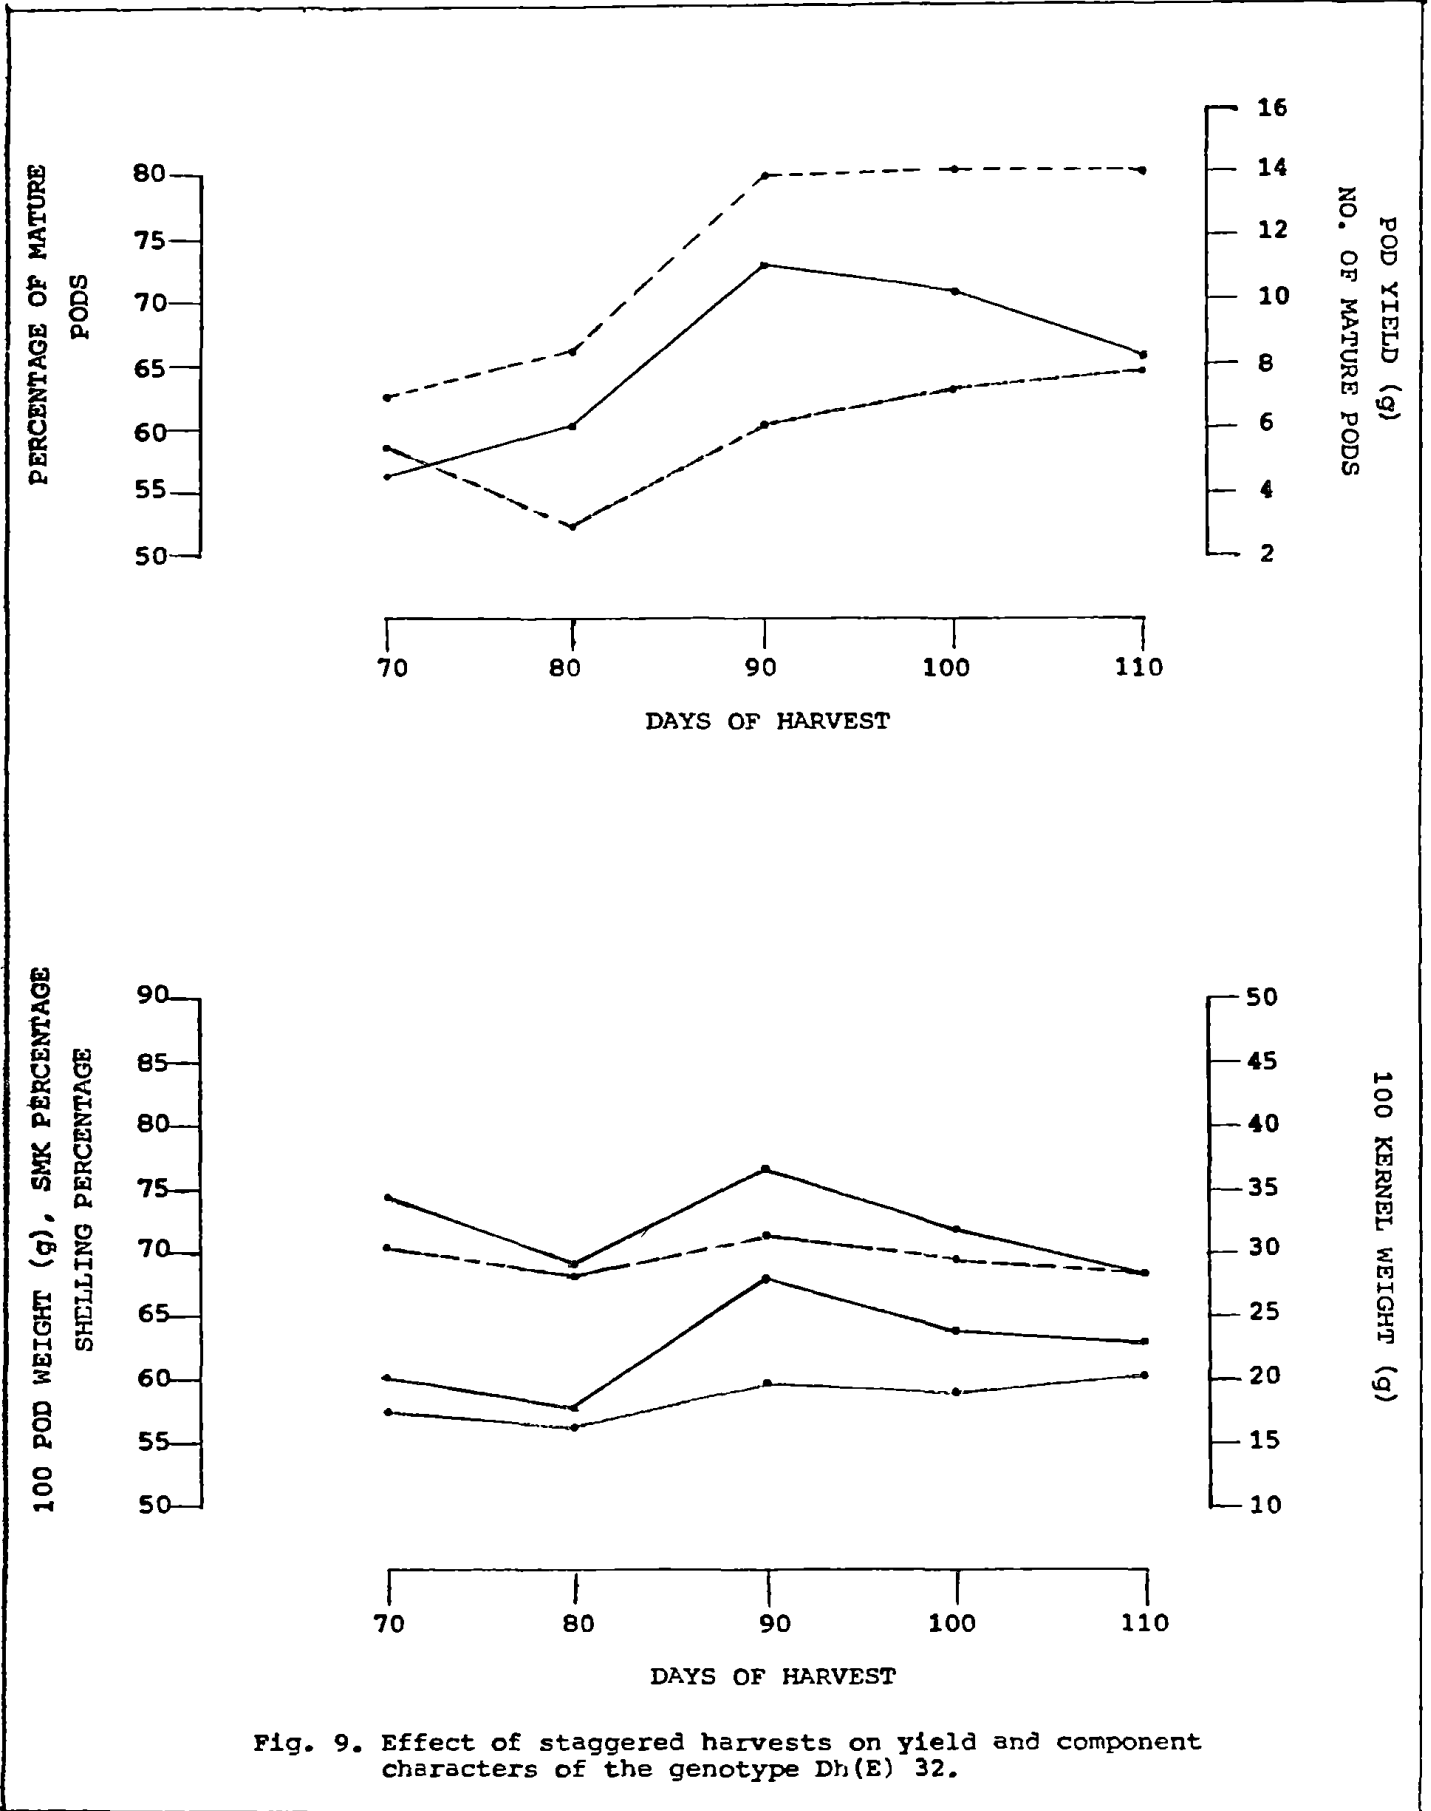 PERCENTAGE OF MATURE
PODS
80
75
70
65
60
55
50
16
14
12
10
8
6
4
2
NO. OF MATURE PODS
POD YIELD (g)
70 80 90 100 110
DAYS OF HARVEST
100 POD WEIGHT (g), SMK PERCENTAGE
SHELLING PERCENTAGE
90
85
80
75
70
65
60
55
50
50
45
40
35
30
25
20
15
10
100 KERNEL WEIGHT (g)
70 80 90 100 110
DAYS OF HARVEST
Fig. 9. Effect of staggered harvests on yield and component
characters of the genotype Dh(E) 32.